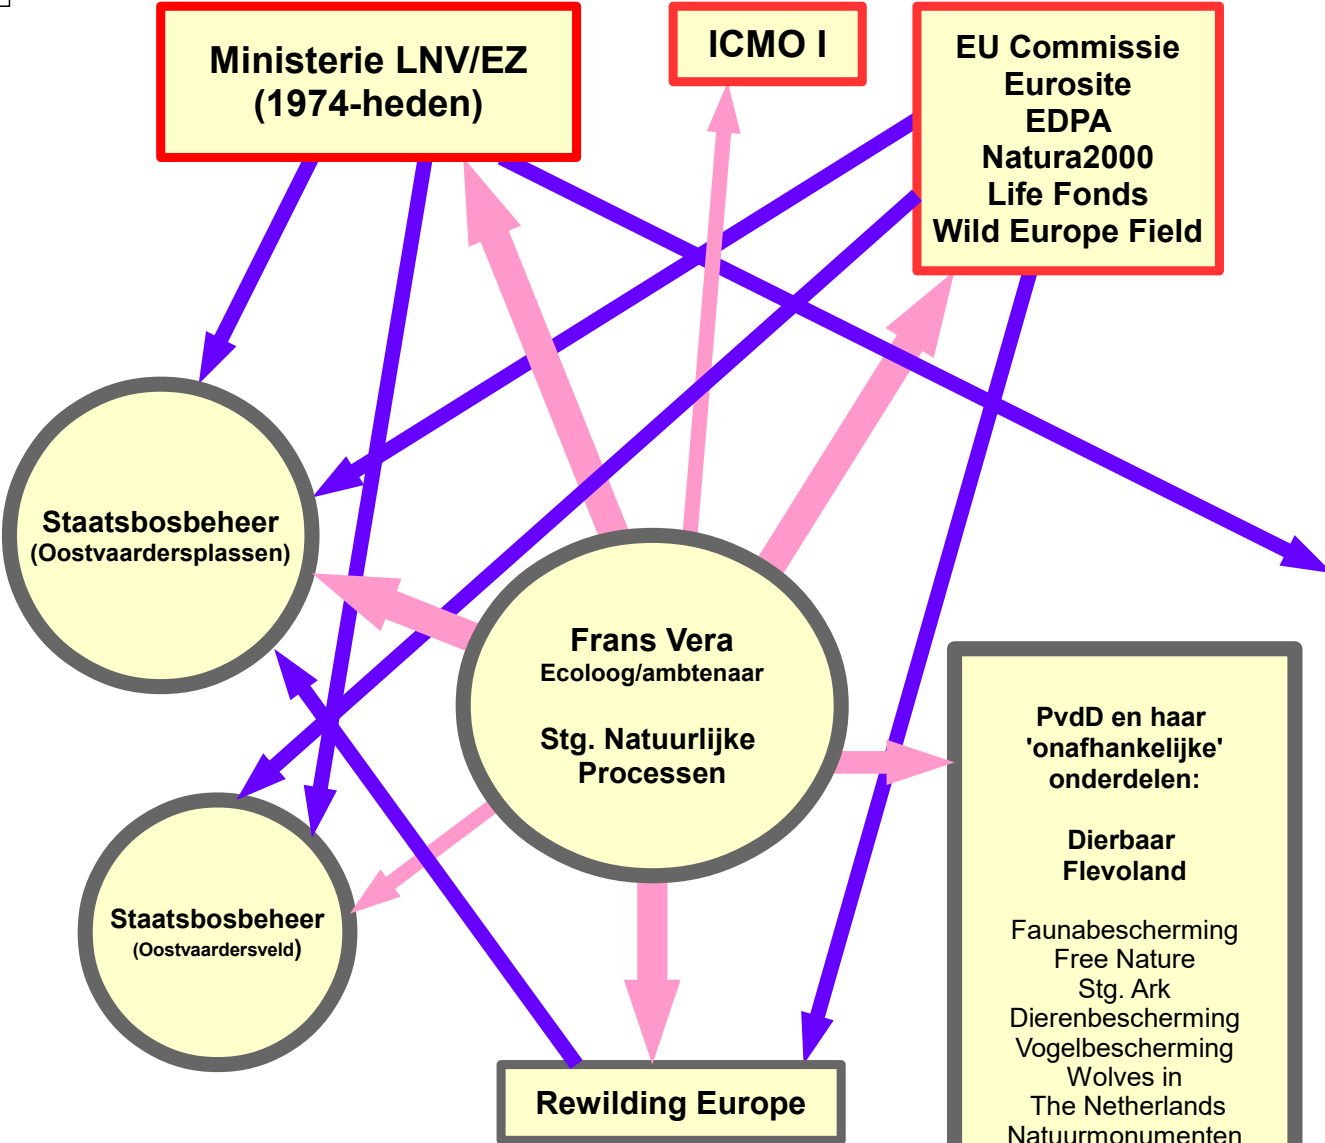 Ministerie LNV/EZ
(1974-heden)
ICMO I
EU Commissie
Eurosite
EDPA
Natura2000
Life Fonds
Wild Europe Field
Staatsbosbeheer
(Oostvaardersplassen)
Frans Vera
Ecoloog/ambtenaar
Stg. Natuurlijke
Processen
PvdD en haar
'onafhankelijke'
onderdelen:
Dierbaar
Flevoland
Faunabescherming
Free Nature
Stg. Ark
Dierenbescherming
Vogelbescherming
Wolves in
The Netherlands
Natuurmonumenten
Staatsbosbeheer
(Oostvaardersveld)
Rewilding Europe